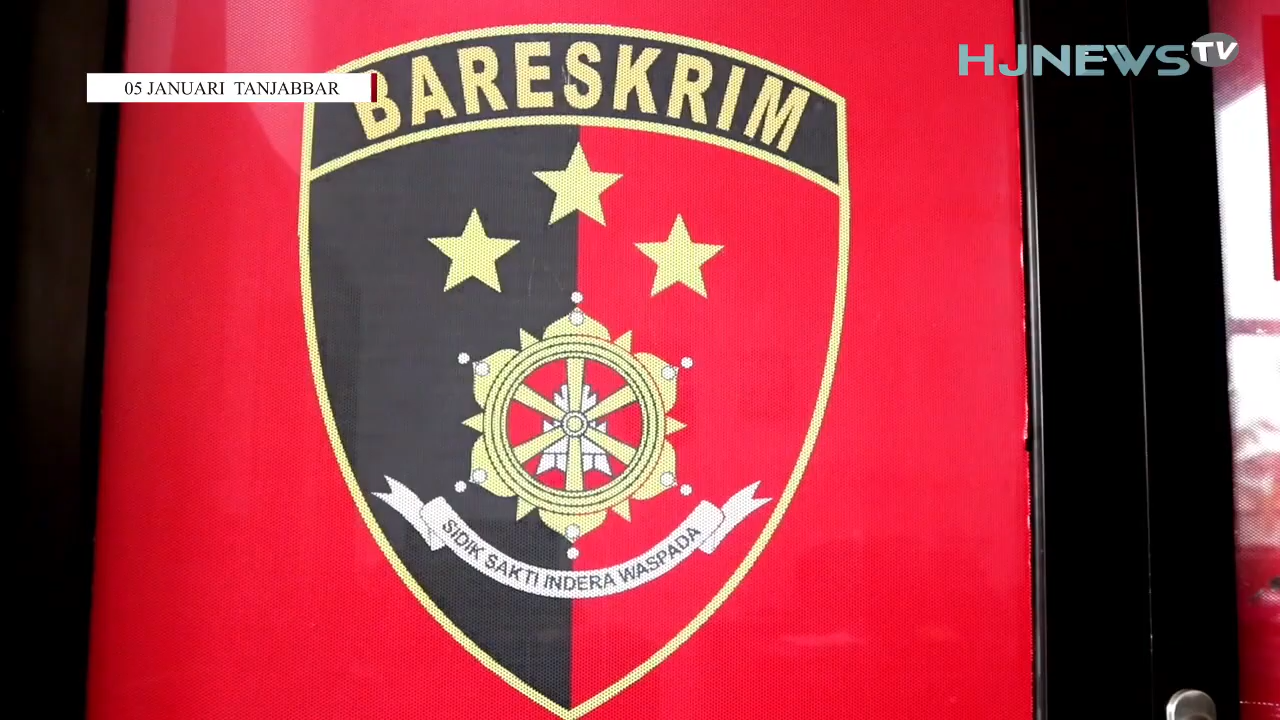 05 JANUARI TANJABBAR
HJNEWS TV
BARESKRIM
SIDIK SAKTI INDERA WASPADA